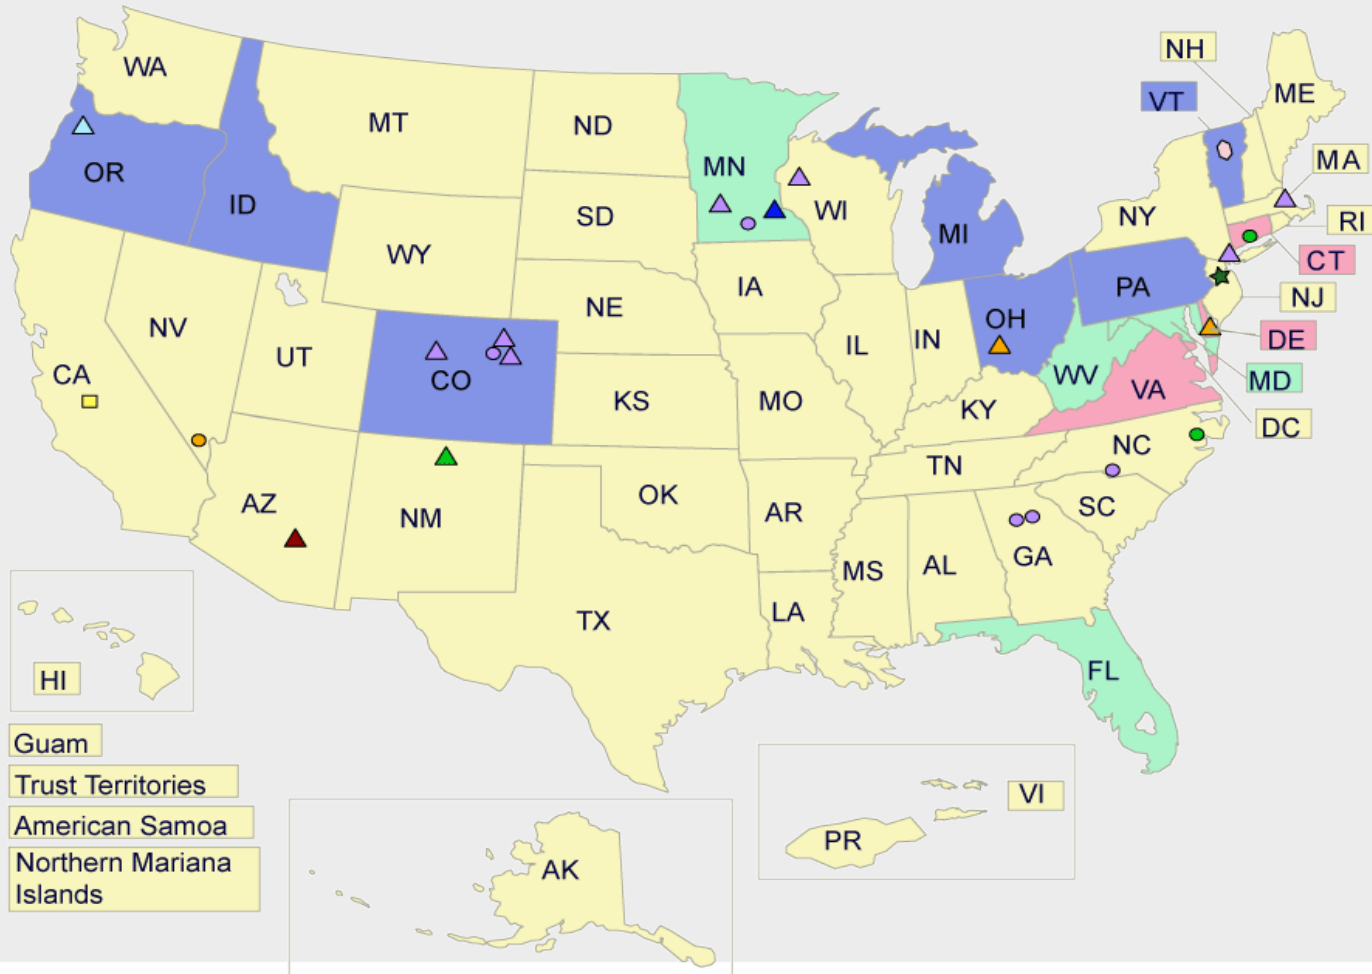 NH
WA
ME
VT
MT
ND
MA
MN
OR
ID
SD
WI
NY
RI
MI
WY
CT
IA
PA
NJ
NE
NV
OH
UT
IL
IN
DE
CA
CO
WV
MD
VA
KS
MO
KY
DC
NC
TN
AZ
OK
NM
AR
SC
GA
MS
AL
LA
TX
FL
HI
Guam
Trust Territories
American Samoa
Northern Mariana
Islands
VI
PR
AK